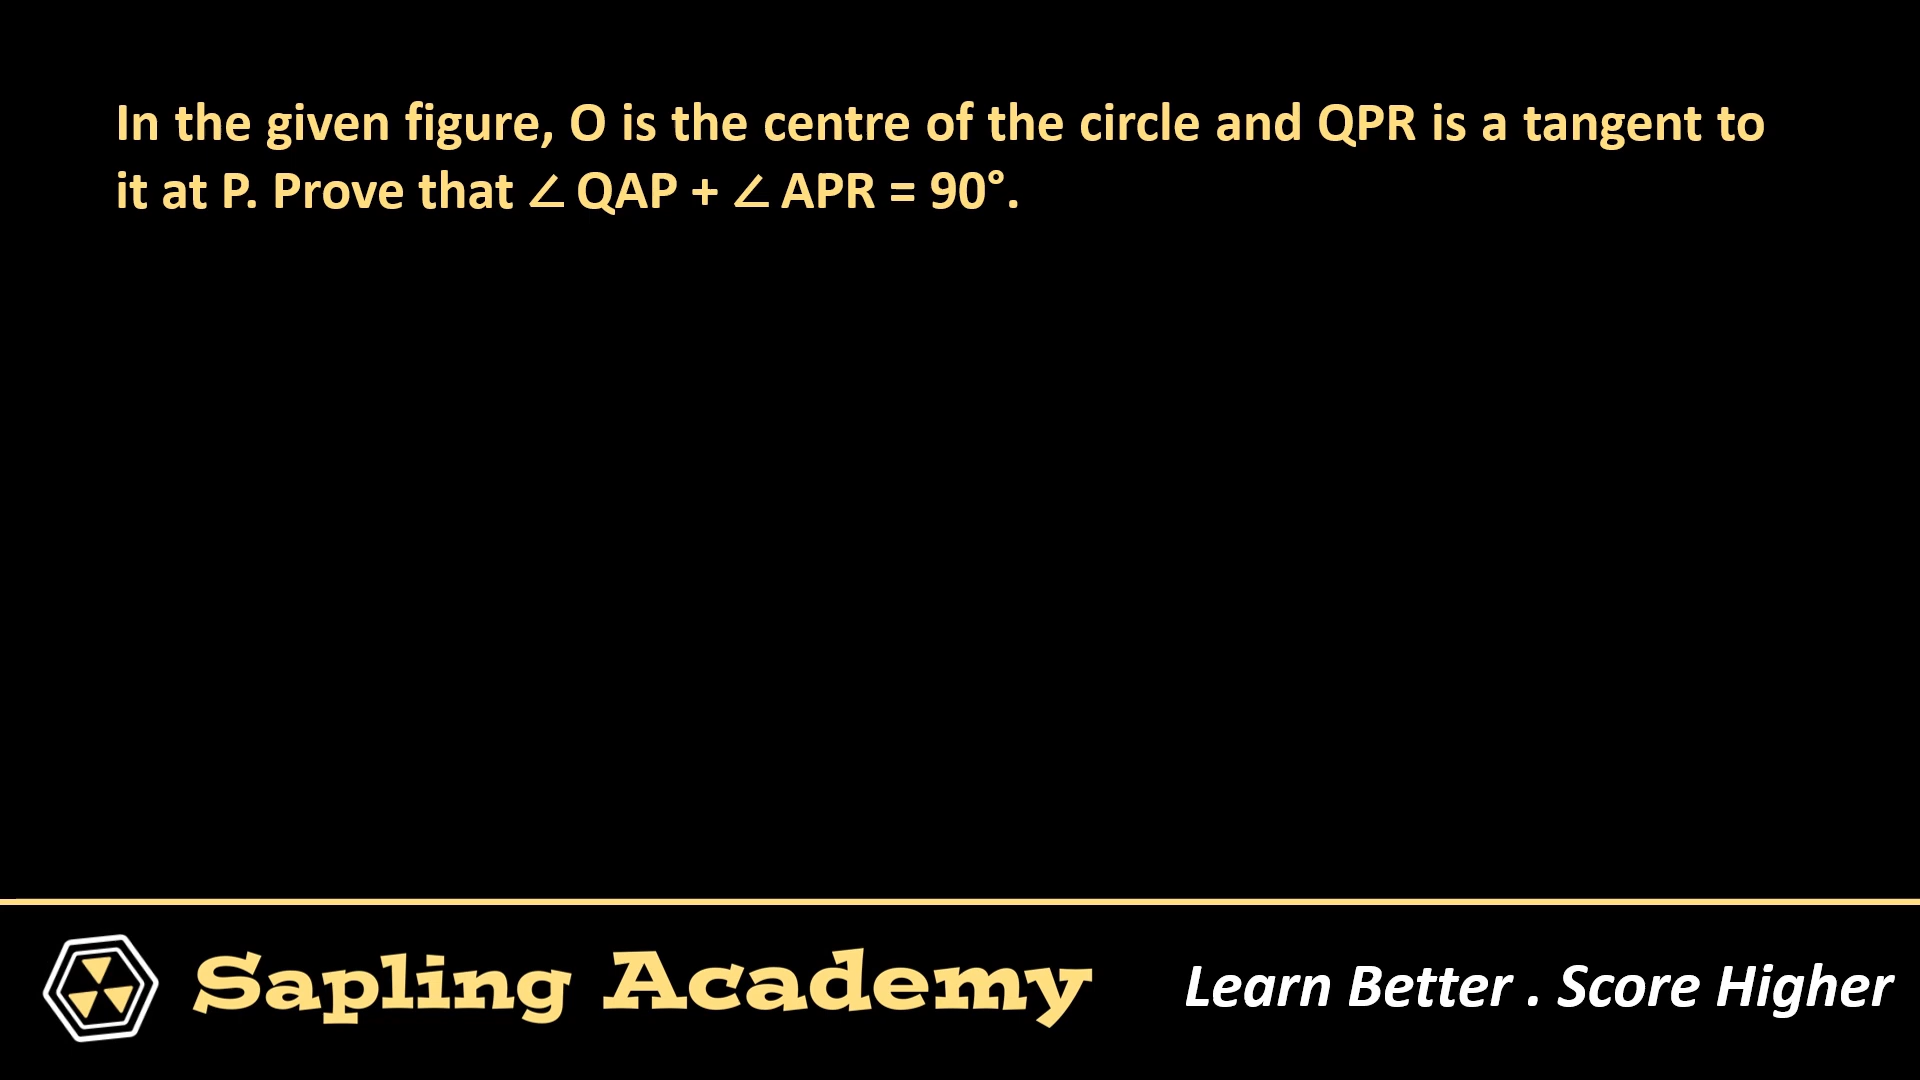 In the given figure, O is the centre of the circle and QPR is a tangent to
it at P. Prove that ∠ QAP + ∠ APR = 90°.
Sapling Academy
Learn Better . Score Higher